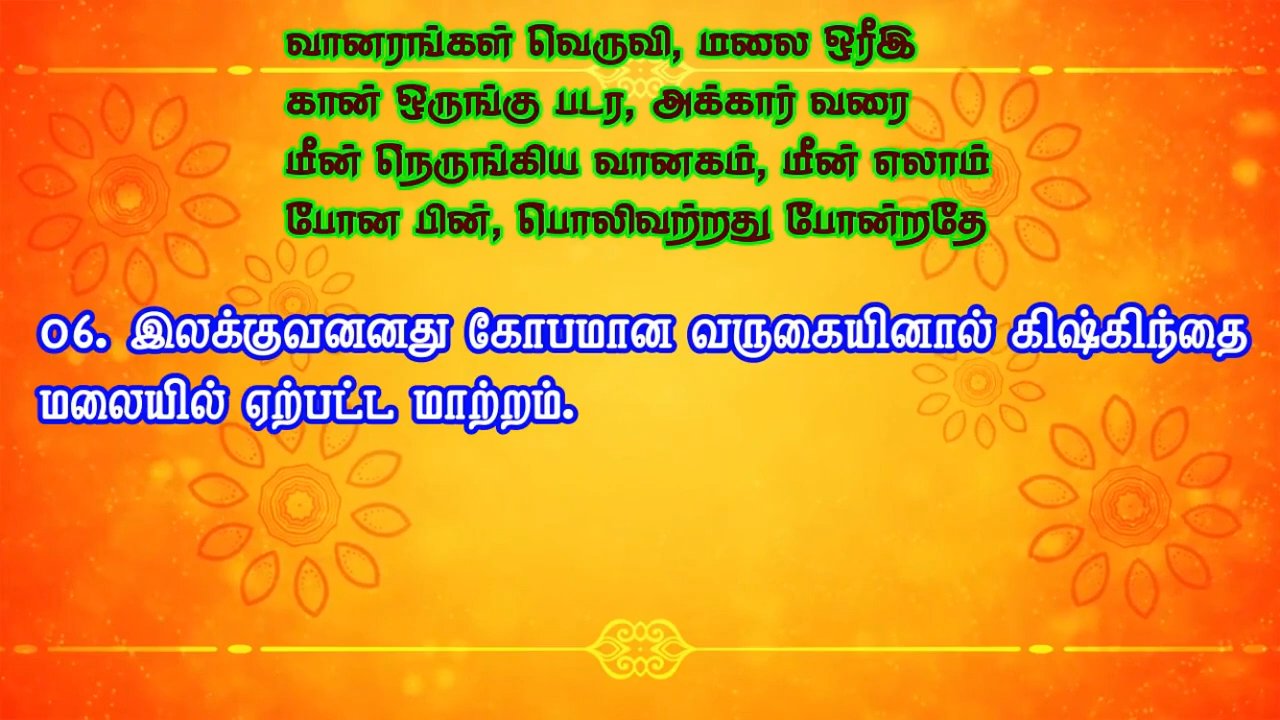 வானரங்கள் வெருவி, மலை ஒரீஇ
கான் ஒருங்கு படர, அக்கார் வரை
மீன் நெருங்கிய வானகம், மீன் எலாம்
போன பின், பொலிவற்றது போன்றதே
06. இலக்குவனனது கோபமான வருகையினால் கிஷ்கிந்தை
மலையில் ஏற்பட்ட மாற்றம்.